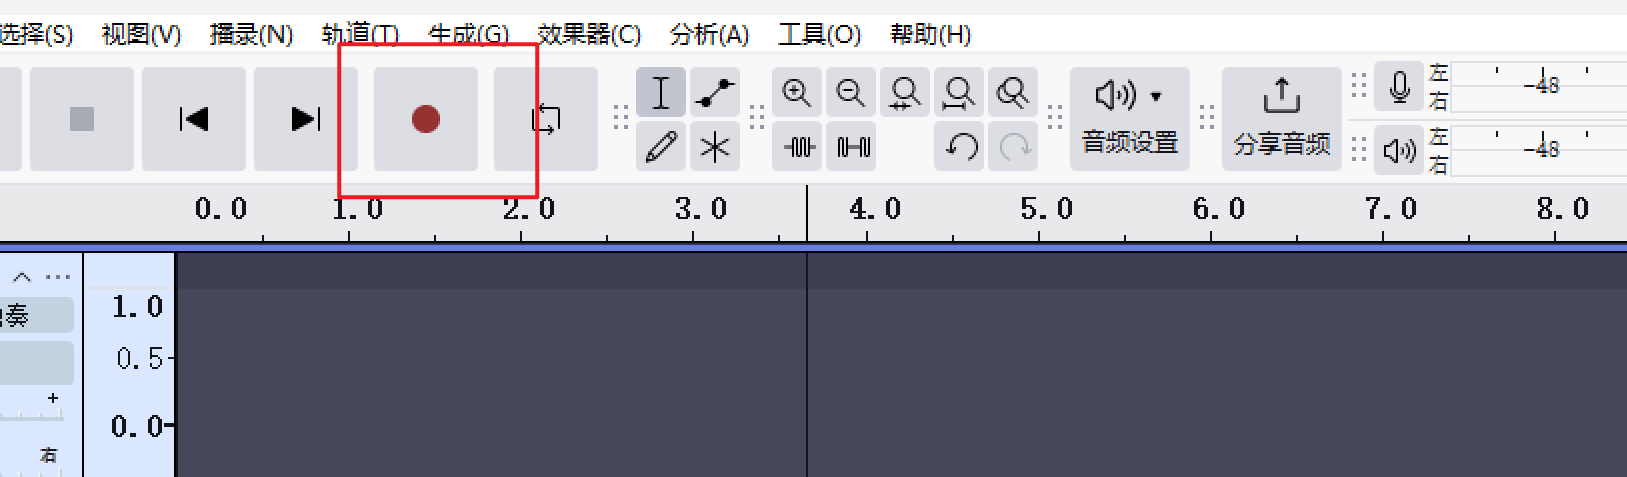 选择(S) 视图(V) 播录(N) 轨道(T) 生成(G) 效果器(C) 分析(A) 工具(O) 帮助(H)
左 -48
右
音频设置 分享音频
左 -48
右
0.0 1.0 2.0 3.0 4.0 5.0 6.0 7.0 8.0
1.0
奏
0.5
+
0.0
右